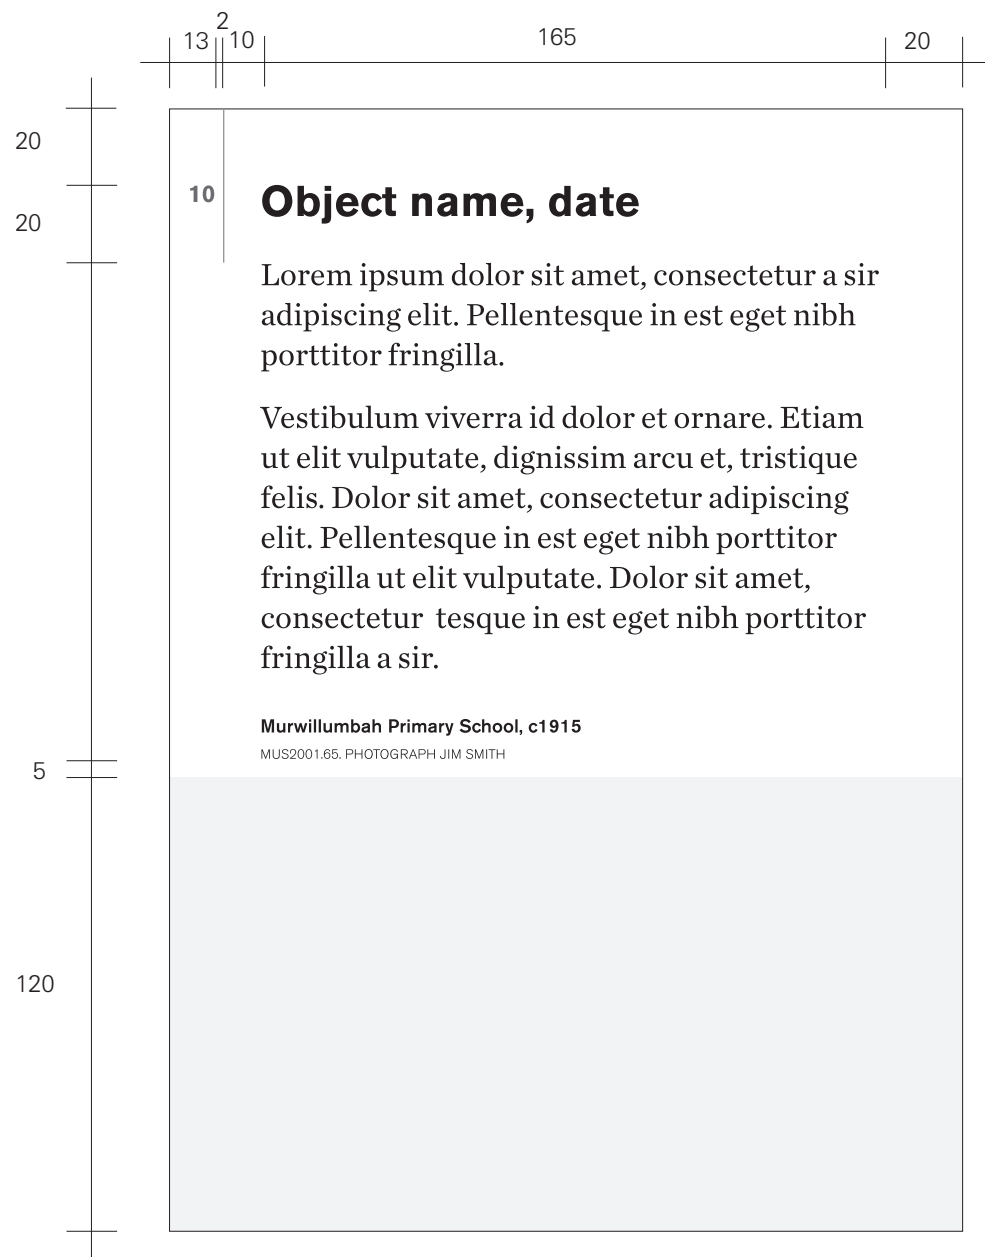 2
13 10 165 20
20
10
Object name, date
20
Lorem ipsum dolor sit amet, consectetur a sir
adipiscing elit. Pellentesque in est eget nibh
porttitor fringilla.
Vestibulum viverra id dolor et ornare. Etiam
ut elit vulputate, dignissim arcu et, tristique
felis. Dolor sit amet, consectetur adipiscing
elit. Pellentesque in est eget nibh porttitor
fringilla ut elit vulputate. Dolor sit amet,
consectetur  tesque in est eget nibh porttitor
fringilla a sir.
Murwillumbah Primary School, c1915
MUS2001.65. PHOTOGRAPH JIM SMITH
5
120